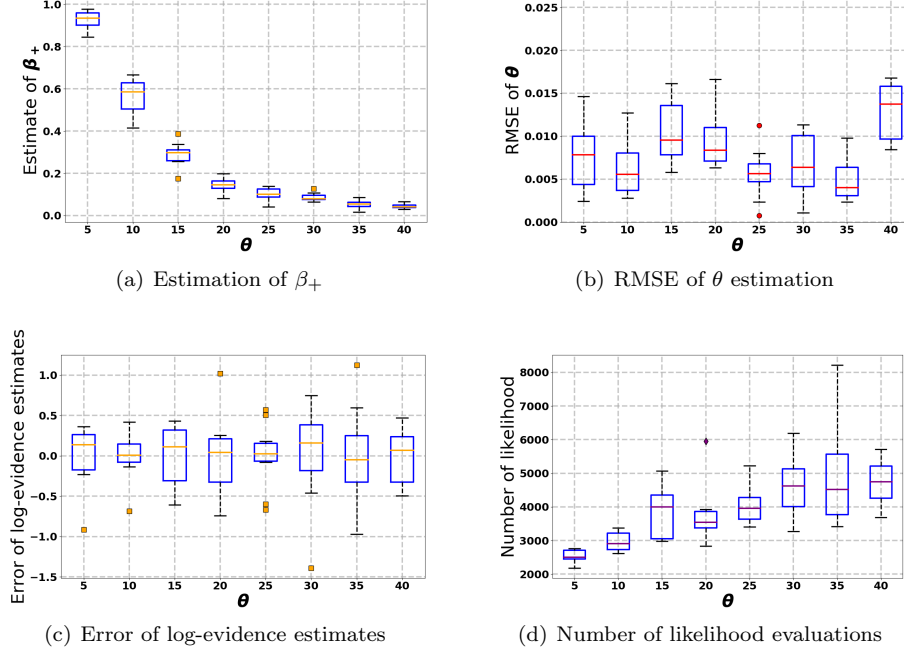 1.0
0.8
0.6
0.4
0.2
0.0
Estimate of β+
5 10 15 20 25 30 35 40
θ
(a) Estimation of β+
0.025
0.020
0.015
0.010
0.005
0.000
RMSE of θ
5 10 15 20 25 30 35 40
θ
(b) RMSE of θ estimation
1.0
0.5
0.0
−0.5
−1.0
−1.5
Error of log-evidence estimates
5 10 15 20 25 30 35 40
θ
(c) Error of log-evidence estimates
8000
7000
6000
5000
4000
3000
2000
Number of likelihood
5 10 15 20 25 30 35 40
θ
(d) Number of likelihood evaluations